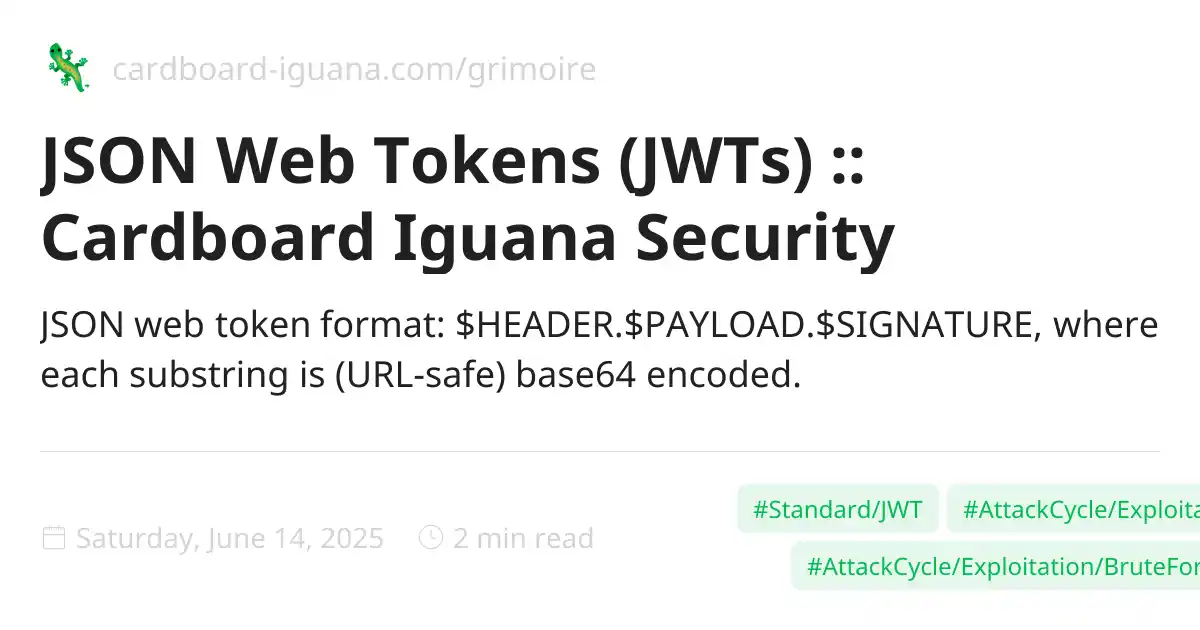 cardboard-iguana.com/grimoire
JSON Web Tokens (JWTs) ::
Cardboard Iguana Security
JSON web token format: $HEADER.$PAYLOAD.$SIGNATURE, where
each substring is (URL-safe) base64 encoded.
Saturday, June 14, 2025 2 min read
#Standard/JWT #AttackCycle/Exploita
#AttackCycle/Exploitation/BruteFor